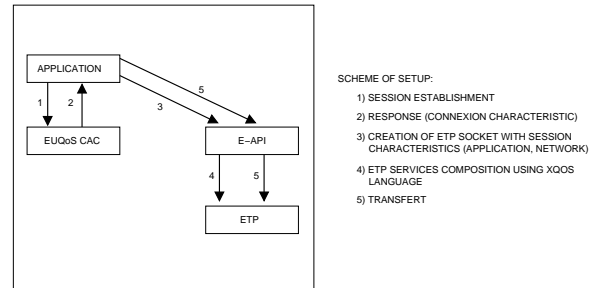 APPLICATION
5
1
2
3
EUQoS CAC
E−API
4
5
ETP
SCHEME OF SETUP:
1) SESSION ESTABLISHMENT
2) RESPONSE (CONNEXION CHARACTERISTIC)
3) CREATION OF ETP SOCKET WITH SESSION
CHARACTERISTICS (APPLICATION, NETWORK)
4) ETP SERVICES COMPOSITION USING XQOS
LANGUAGE
5) TRANSFERT